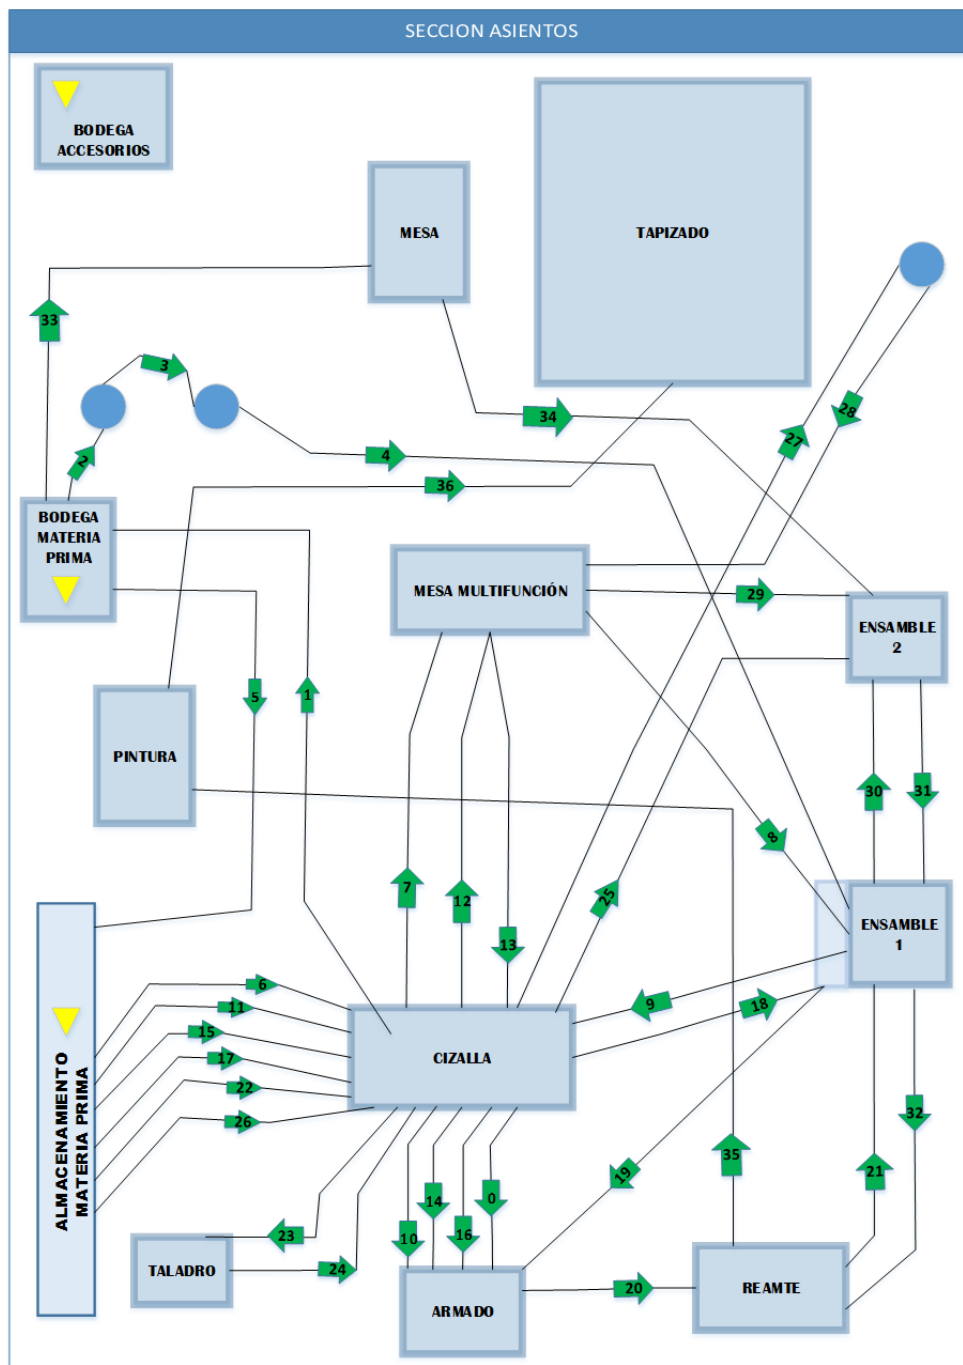 SECCION ASIENTOS
BODEGA
ACCESORIOS
MESA
TAPIZADO
33
3
28
27
34
4
2
36
BODEGA
MATERIA
PRIMA
MESA MULTIFUNCIÓN
29
ENSAMBLE
2
5
1
PINTURA
30
31
8
7
12
25
13
ENSAMBLE
1
6
11
9
18
15
17
22
26
CIZALLA
ALMACENAMIENTO
MATERIA PRIMA
32
35
19
21
14
0
10
16
23
24
TALADRO
20
ARMADO
REAMTE